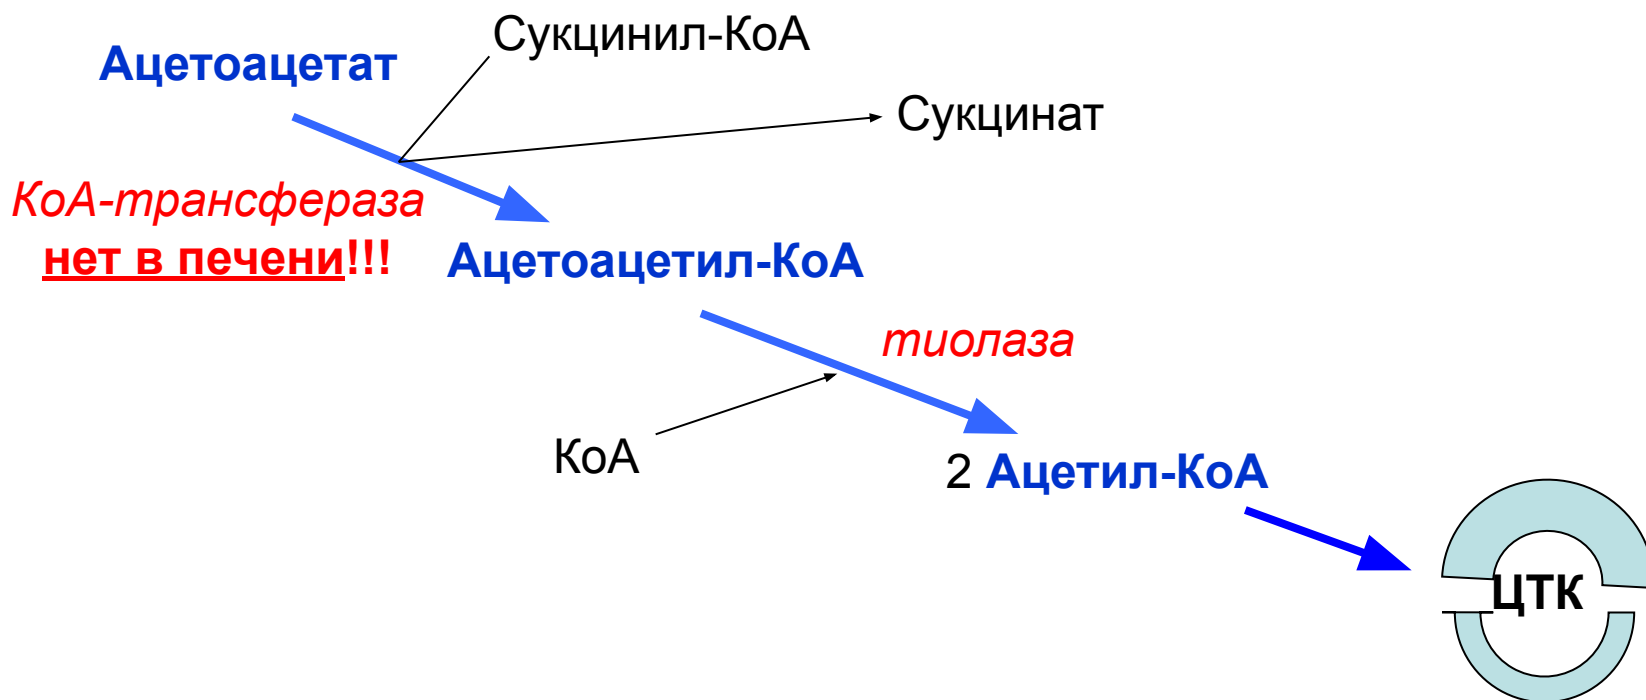 Сукцинил-КоА
Ацетоацетат
Сукцинат
КоА-трансфераза
нет в печени!!!
Ацетоацетил-КоА
тиолаза
КоА
2 Ацетил-КоА
ЦТК